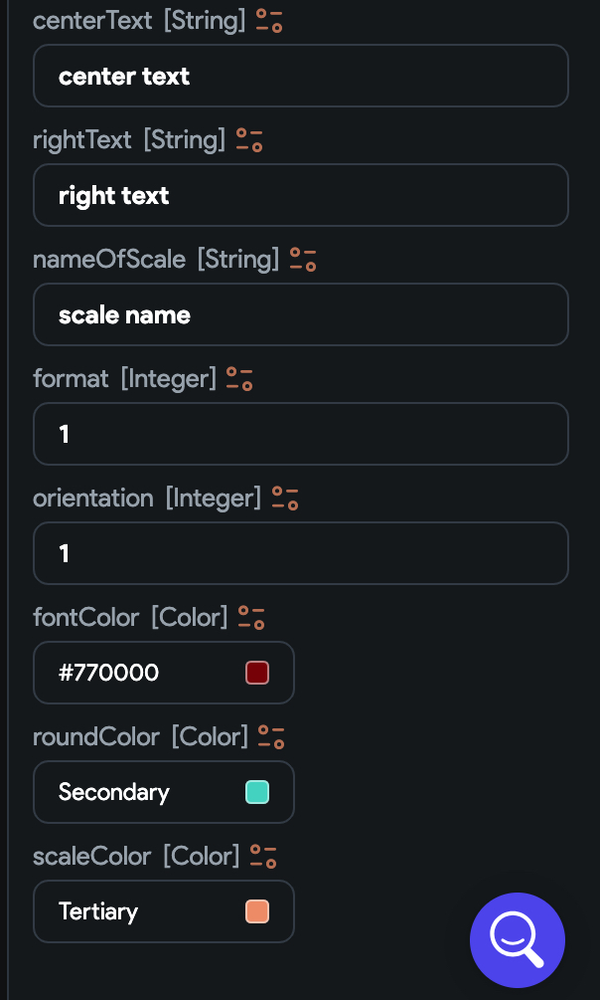 centerText [String]
center text
rightText [String]
right text
nameOfScale [String]
scale name
format [Integer]
1
orientation [Integer]
1
fontColor [Color]
#770000
roundColor [Color]
Secondary
scaleColor [Color]
Tertiary